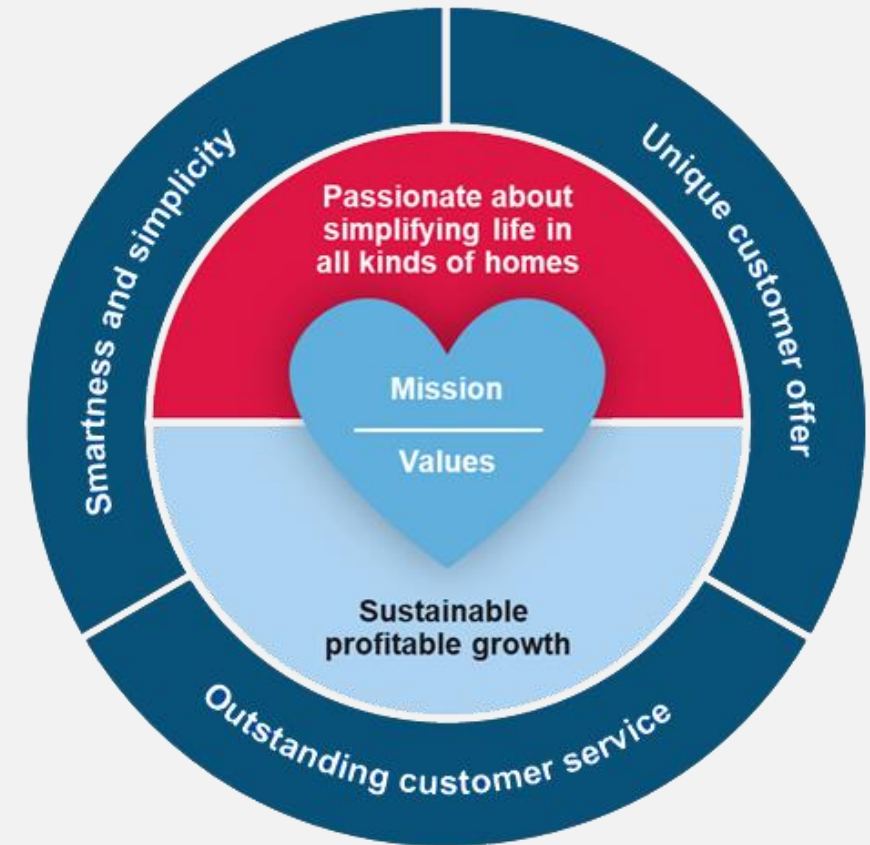 Smartness and simplicity
Unique customer offer
Passionate about
simplifying life in
all kinds of homes
Mission
Values
Sustainable
profitable growth
Outstanding customer service